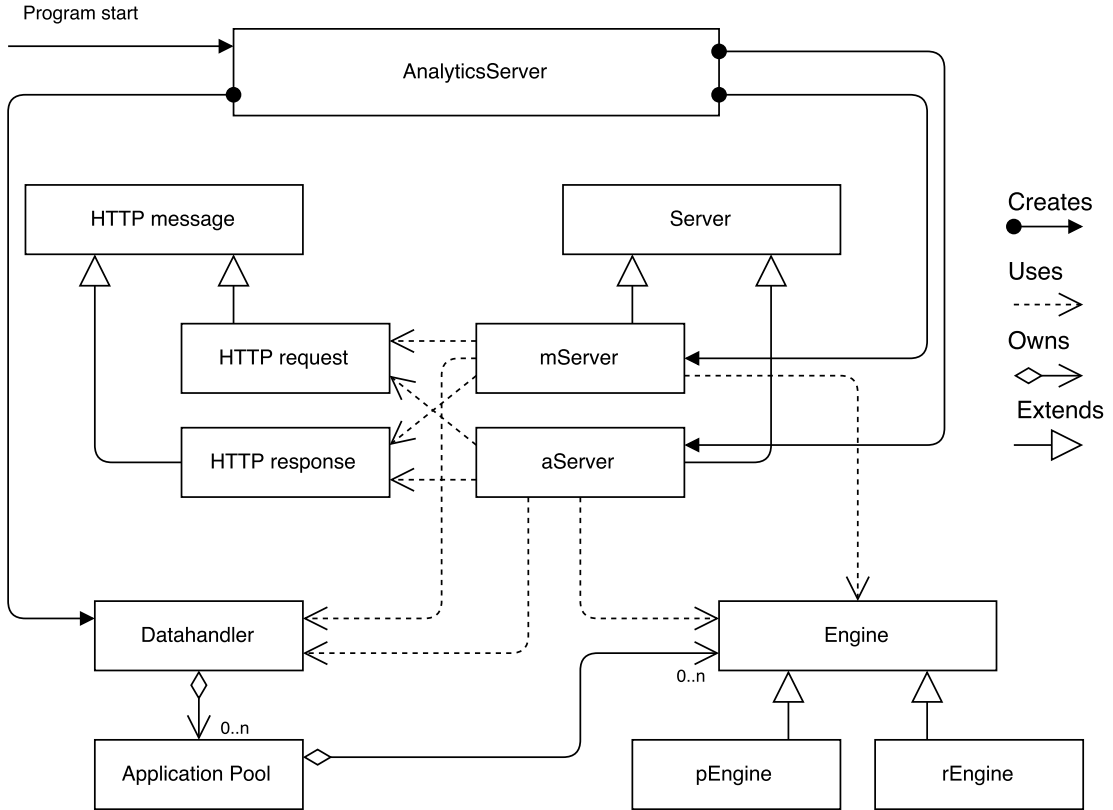 Program start
AnalyticsServer
HTTP message
Server
Creates
Uses
Owns
Extends
HTTP request
mServer
HTTP response
aServer
Datahandler
Engine
0..n
0..n
Application Pool
pEngine
rEngine